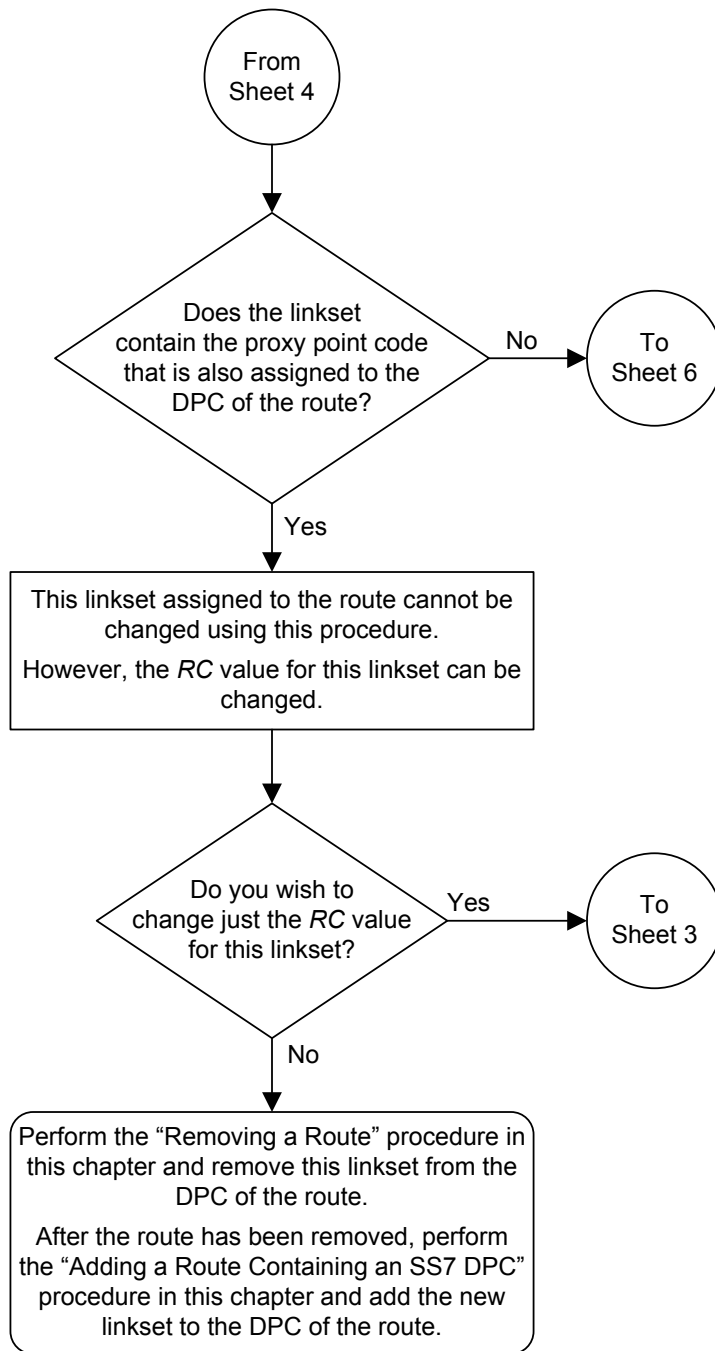 From
Sheet 4
Does the linkset
contain the proxy point code
that is also assigned to the
DPC of the route?
No
To
Sheet 6
Yes
This linkset assigned to the route cannot be
changed using this procedure.
However, the RC value for this linkset can be
changed.
Do you wish to
change just the RC value
for this linkset?
Yes
To
Sheet 3
No
Perform the “Removing a Route” procedure in
this chapter and remove this linkset from the
DPC of the route.
After the route has been removed, perform
the “Adding a Route Containing an SS7 DPC”
procedure in this chapter and add the new
linkset to the DPC of the route.